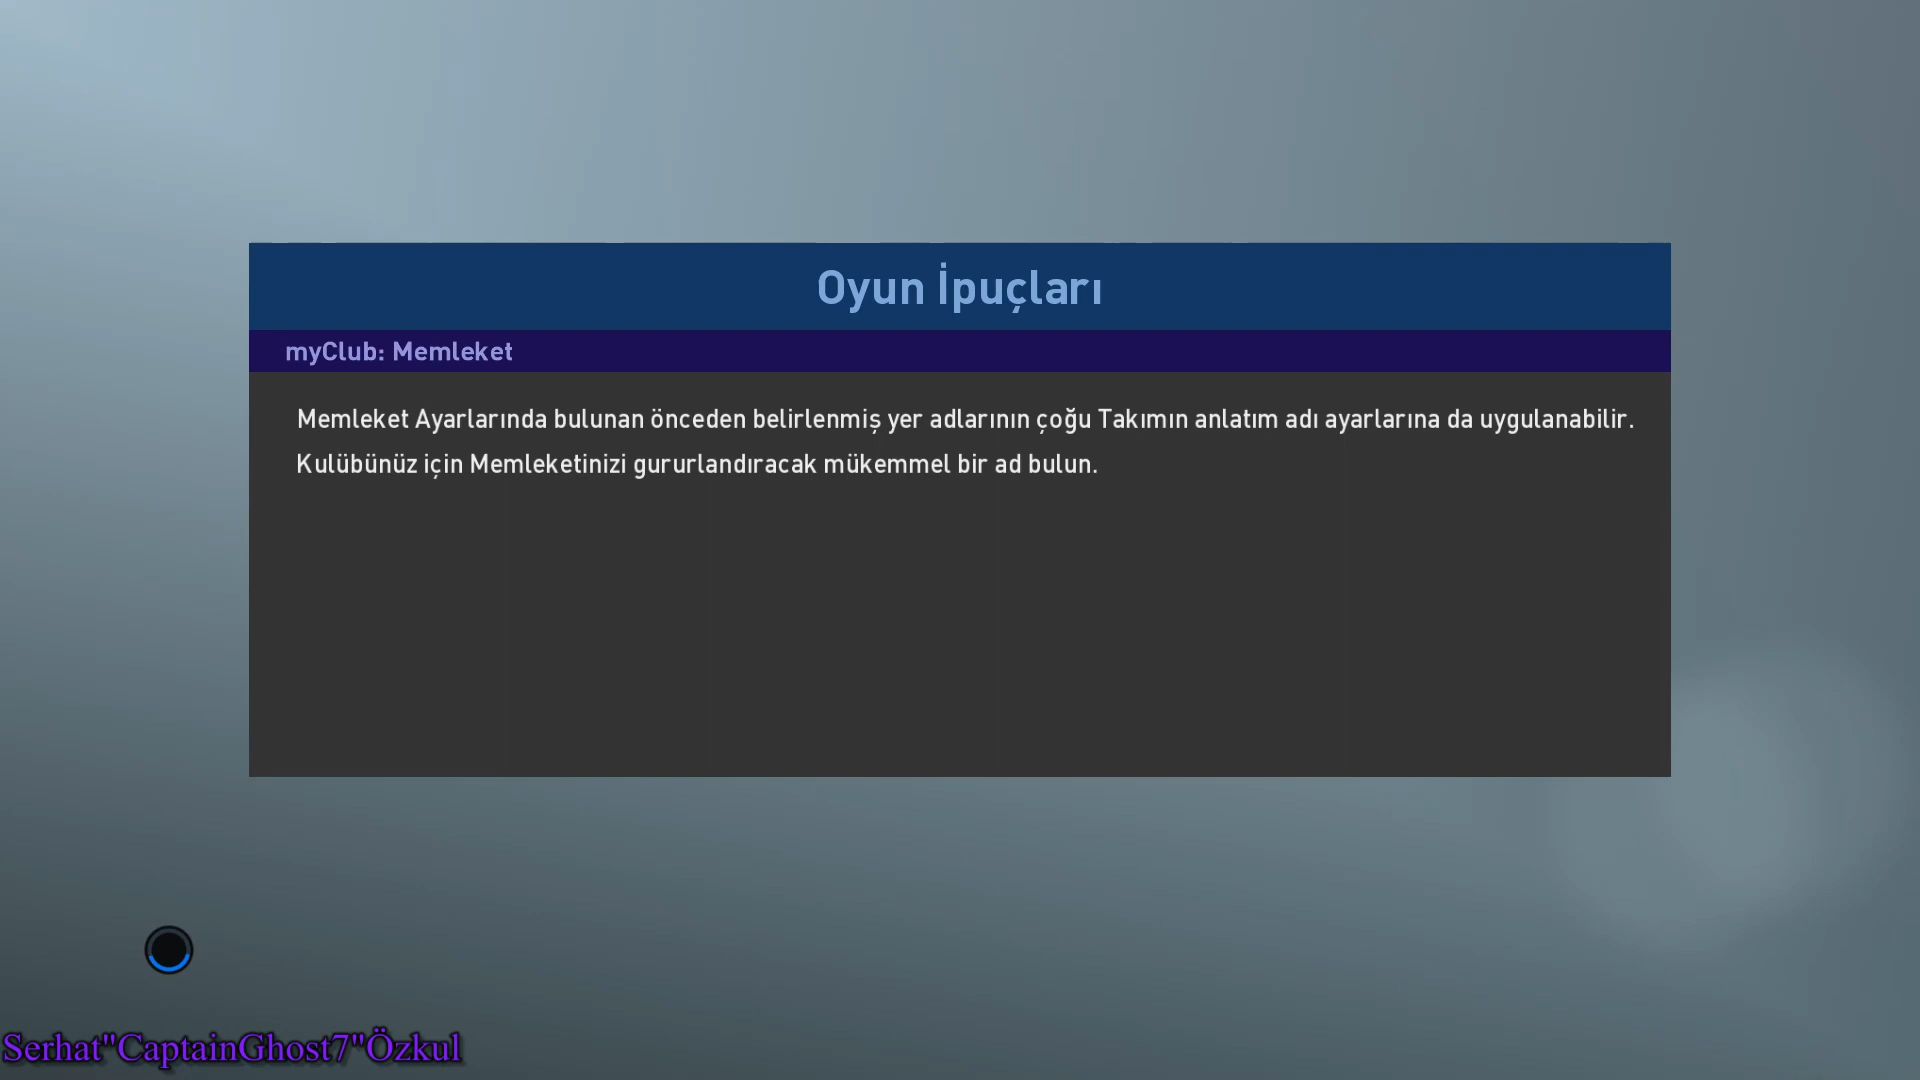 Oyun İpuçları
myClub: Memleket
Memleket Ayarlarında bulunan önceden belirlenmiş yer adlarının çoğu Takımın anlatım adı ayarlarına da uygulanabilir.
Kulübünüz için Memleketinizi gururlandıracak mükemmel bir ad bulun.
Serhat"CaptainGhost7"Özkul